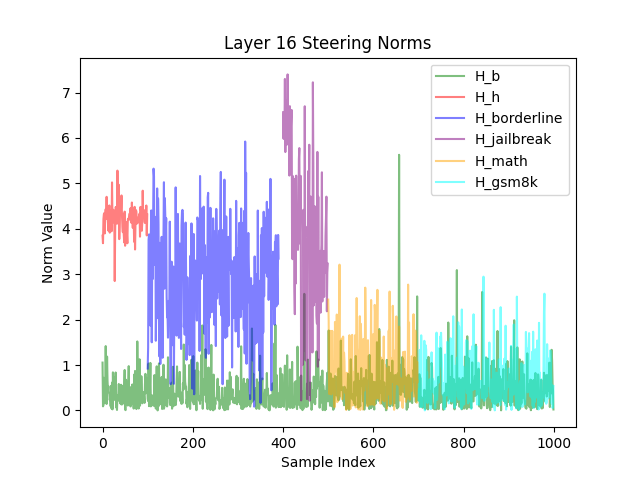 Layer 16 Steering Norms
H_b
H_h
H_borderline
H_jailbreak
H_math
H_gsm8k
Norm Value
7
6
5
4
3
2
1
0
0
200
400
600
800
1000
Sample Index